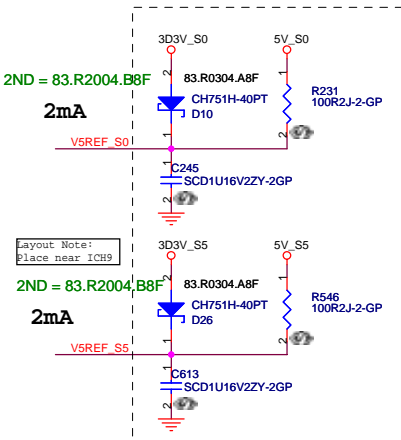 3D3V_S0
5V_S0
2
1
2ND = 83.R2004.B8F
83.R0304.A8F
CH751H-40PT
D10
R231
100R2J-2-GP
2mA
1
2
V5REF_S0
1
C245
SCD1U16V2ZY-2GP
2
Layout Note:
Place near ICH9
3D3V_S5
5V_S5
2
1
2ND = 83.R2004.B8F
83.R0304.A8F
CH751H-40PT
D26
R546
100R2J-2-GP
2mA
1
2
V5REF_S5
1
C613
SCD1U16V2ZY-2GP
2